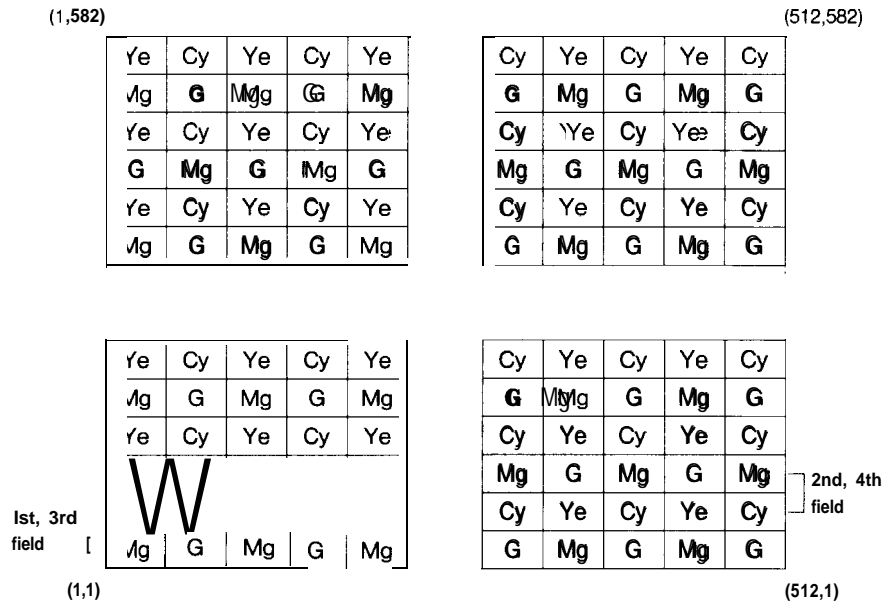 (1,582) (512,582)
Ye Cy Ye Cy Ye Cy Ye Cy Ye Cy
Mg G Mg G Mg G Mg G Mg G
Ye Cy Ye Cy Ye Cy Ye Cy Ye Cy
G Mg G Mg G Mg G Mg G Mg
Ye Cy Ye Cy Ye Cy Ye Cy Ye Cy
Mg G Mg G Mg G Mg G Mg G
Ye Cy Ye Cy Ye Cy Ye Cy Ye Cy
Mg G Mg G Mg G Mg G Mg G
Ye Cy Ye Cy Ye Cy Ye Cy Ye Cy
W Mg G Mg G Mg 2nd, 4th
Ist, 3rd Cy Ye Cy Ye Cy field
field [ Mg G Mg G Mg G Mg G Mg G
(1,1) (512,1)